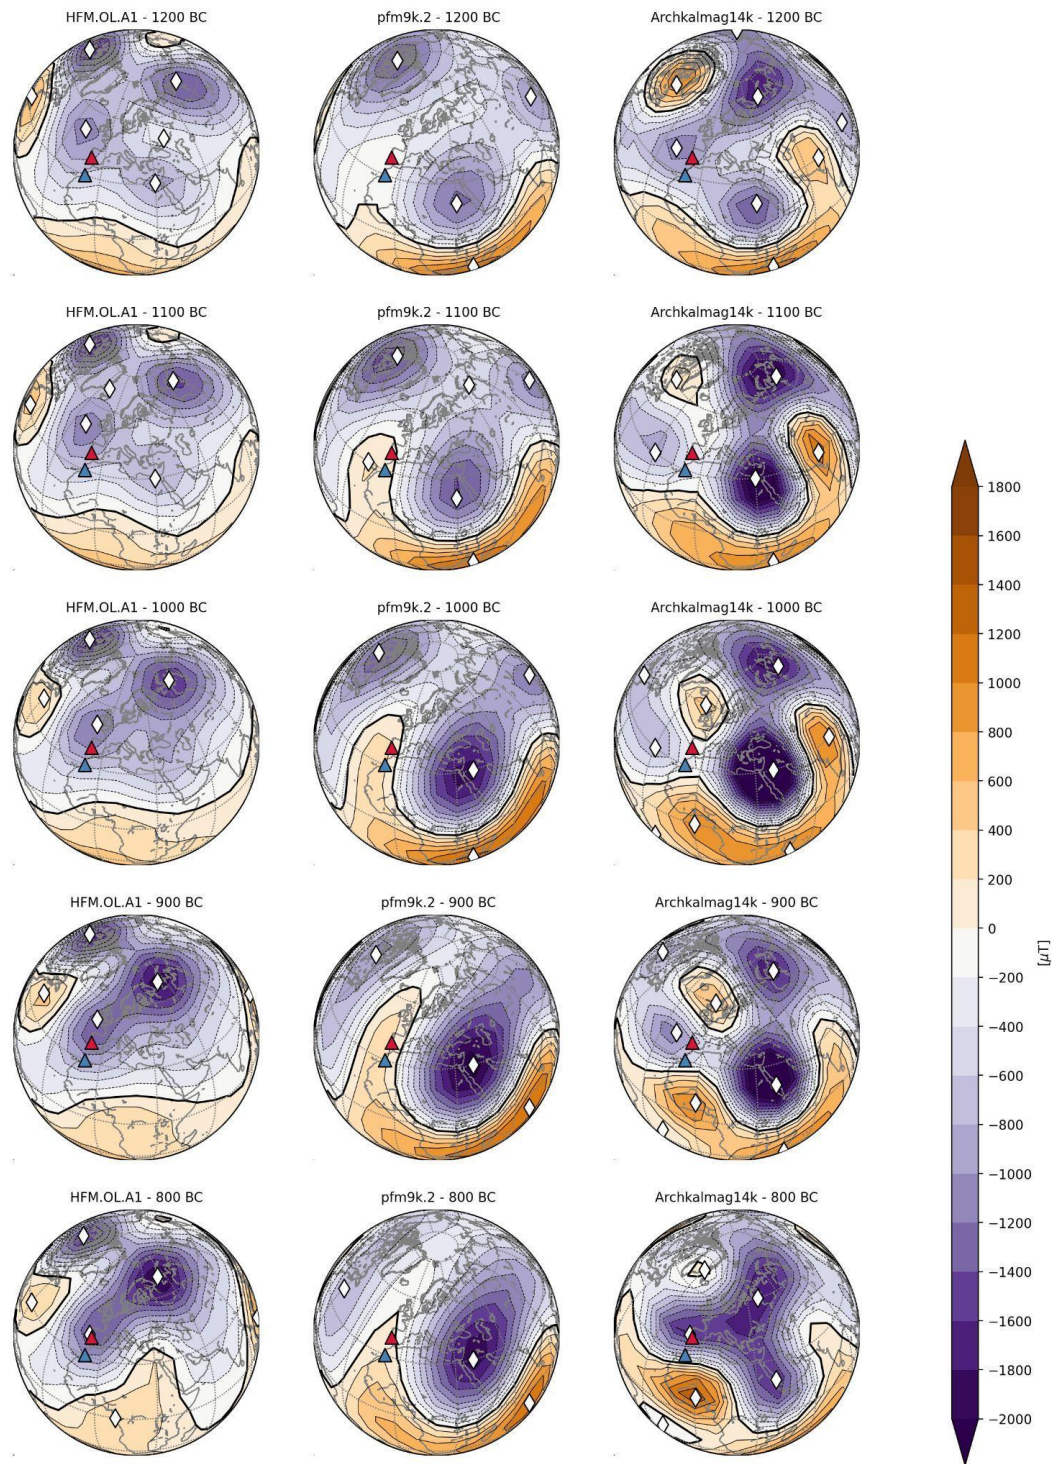 HFM.OL.A1 - 1200 BC
pfm9k.2 - 1200 BC
Archkalmag14k - 1200 BC
HFM.OL.A1 - 1100 BC
pfm9k.2 - 1100 BC
Archkalmag14k - 1100 BC
HFM.OL.A1 - 1000 BC
pfm9k.2 - 1000 BC
Archkalmag14k - 1000 BC
HFM.OL.A1 - 900 BC
pfm9k.2 - 900 BC
Archkalmag14k - 900 BC
HFM.OL.A1 - 800 BC
pfm9k.2 - 800 BC
Archkalmag14k - 800 BC
1800
1600
1400
1200
1000
800
600
400
200
0
−200
−400
−600
−800
−1000
−1200
−1400
−1600
−1800
−2000
[μT]